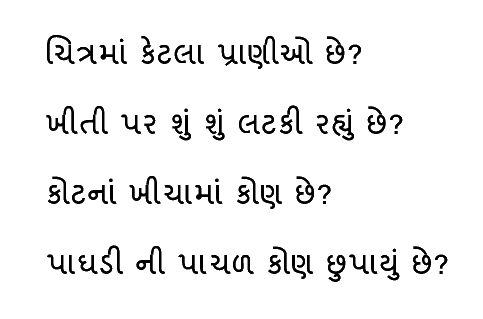 ચિત્રમાં કેટલા પ્રાણીઓ છે?
ખીતી પર શું શું લટકી રહ્યું છે?
કોટનાં ખીચામાં કોણ છે?
પાઘડી ની પાચળ કોણ છુપાયું છે?